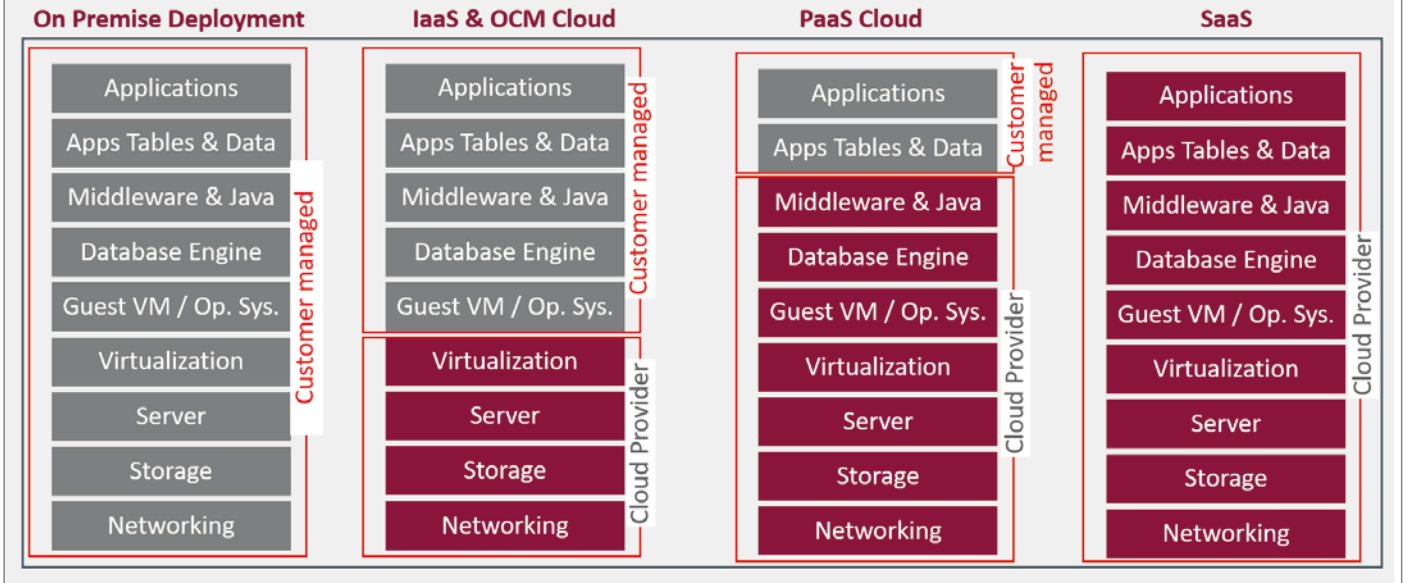 On Premise Deployment
Applications
Apps Tables & Data
Middleware & Java
Database Engine
Guest VM / Op. Sys.
Virtualization
Server
Storage
Networking
Customer managed
IaaS & OCM Cloud
Applications
Apps Tables & Data
Middleware & Java
Database Engine
Guest VM / Op. Sys.
Customer managed
Virtualization
Server
Storage
Networking
Cloud Provider
PaaS Cloud
Applications
Apps Tables & Data
Customer
managed
Middleware & Java
Database Engine
Guest VM / Op. Sys.
Virtualization
Server
Storage
Networking
Cloud Provider
SaaS
Applications
Apps Tables & Data
Middleware & Java
Database Engine
Guest VM / Op. Sys.
Virtualization
Server
Storage
Networking
Cloud Provider